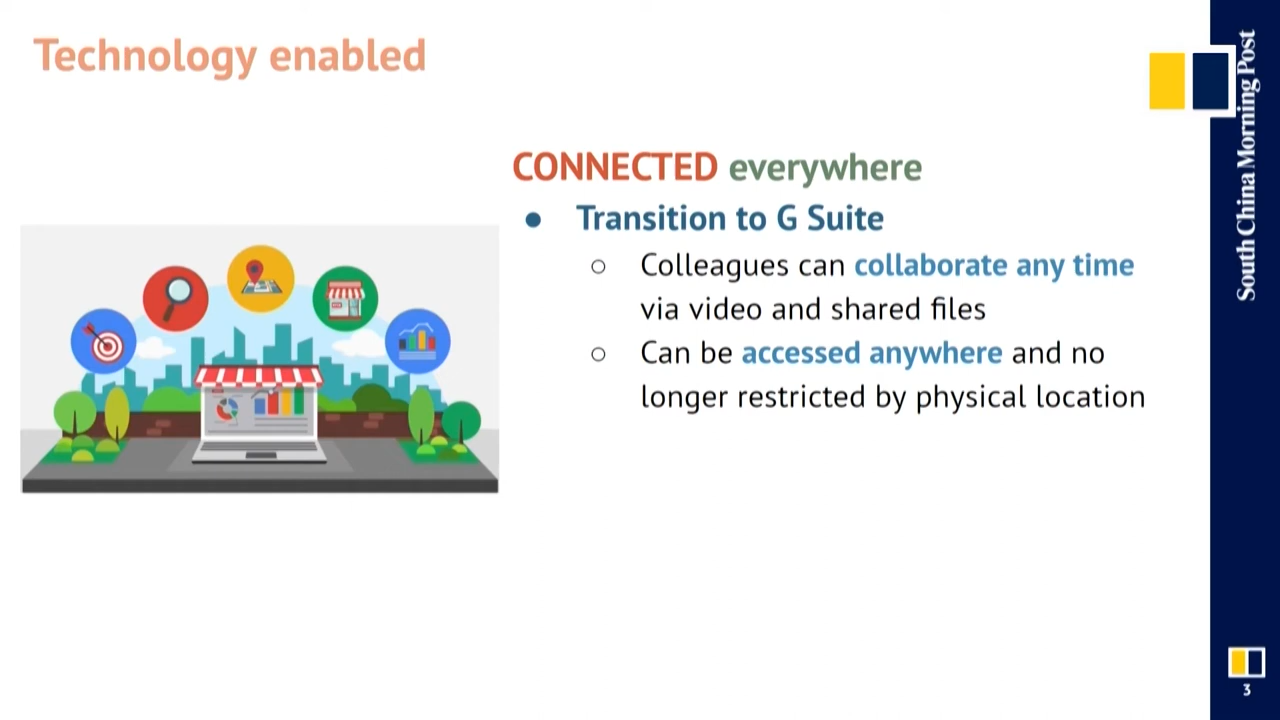 Technology enabled
South China Morning Post
CONNECTED everywhere
● Transition to G Suite
○ Colleagues can collaborate any time
via video and shared files
○ Can be accessed anywhere and no
longer restricted by physical location
3